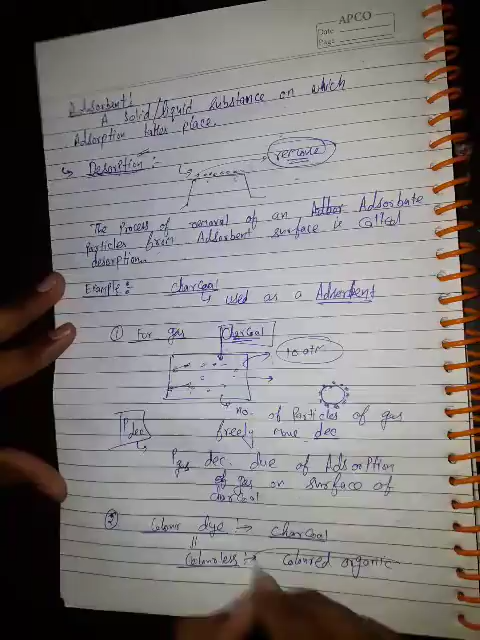 APCO
Date
Page
Adsorbent:
A solid/liquid substance on which
Adsorption takes place.
↳ Desorption:
remove
The Process of removal of an Adsorbate
Particles from Adsorbent surface is called
desorption.
Example: charcoal
↳ used as a Adsorbent
① For gas Charcoal
10 atm
no. of Particles of gas
freely move dec
P dec
P gas dec. due of Adsorption
of gas on surface of
charcoal
② Colour dye :→ charcoal
Colourless :→ Coloured organic